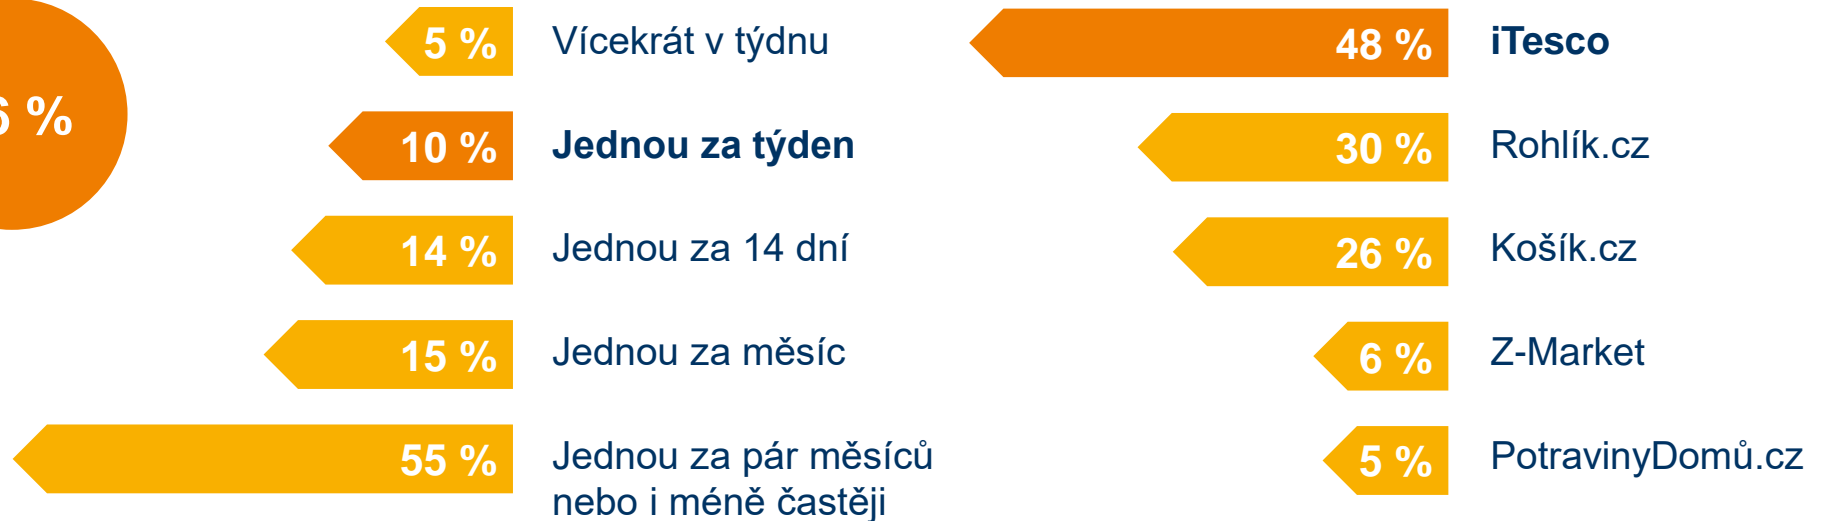 6 %
5 % Vícekrát v týdnu
10 % Jednou za týden
14 % Jednou za 14 dní
15 % Jednou za měsíc
55 % Jednou za pár měsíců
nebo i méně častěji
48 % iTesco
30 % Rohlík.cz
26 % Košík.cz
6 % Z-Market
5 % PotravinyDomů.cz